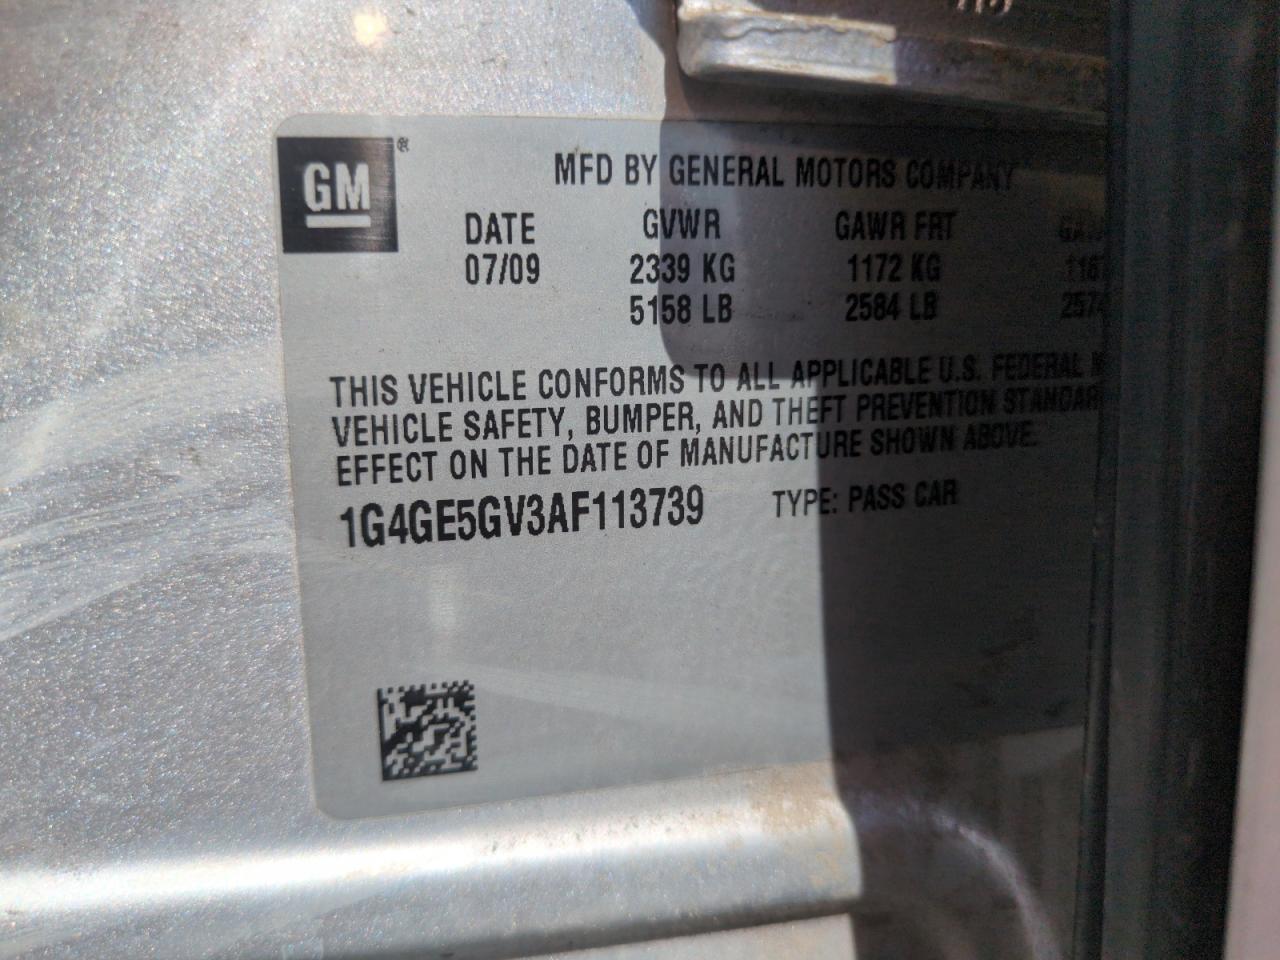 GM®
MFD BY GENERAL MOTORS COMPANY
DATE GVWR GAWR FRT
07/09 2339 KG 1172 KG
5158 LB 2584 LB
THIS VEHICLE CONFORMS TO ALL APPLICABLE U.S. FEDERAL
VEHICLE SAFETY, BUMPER, AND THEFT PREVENTION
EFFECT ON THE DATE OF MANUFACTURE SHOWN ABOVE.
1G4GE5GV3AF113739 TYPE: PASS CAR